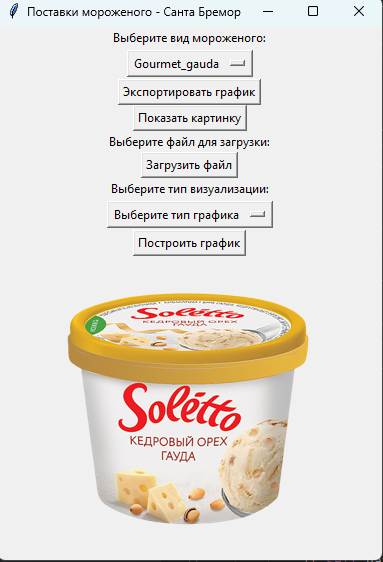 Поставки мороженого - Санта Бремор
Выберите вид мороженого:
Gourmet_gauda
Экспортировать график
Показать картинку
Выберите файл для загрузки:
Загрузить файл
Выберите тип визуализации:
Выберите тип графика
Построить график
Solétto
КЕДРОВЫЙ ОРЕХ
ГАУДА
Solétto
КЕДРОВЫЙ ОРЕХ
ГАУДА